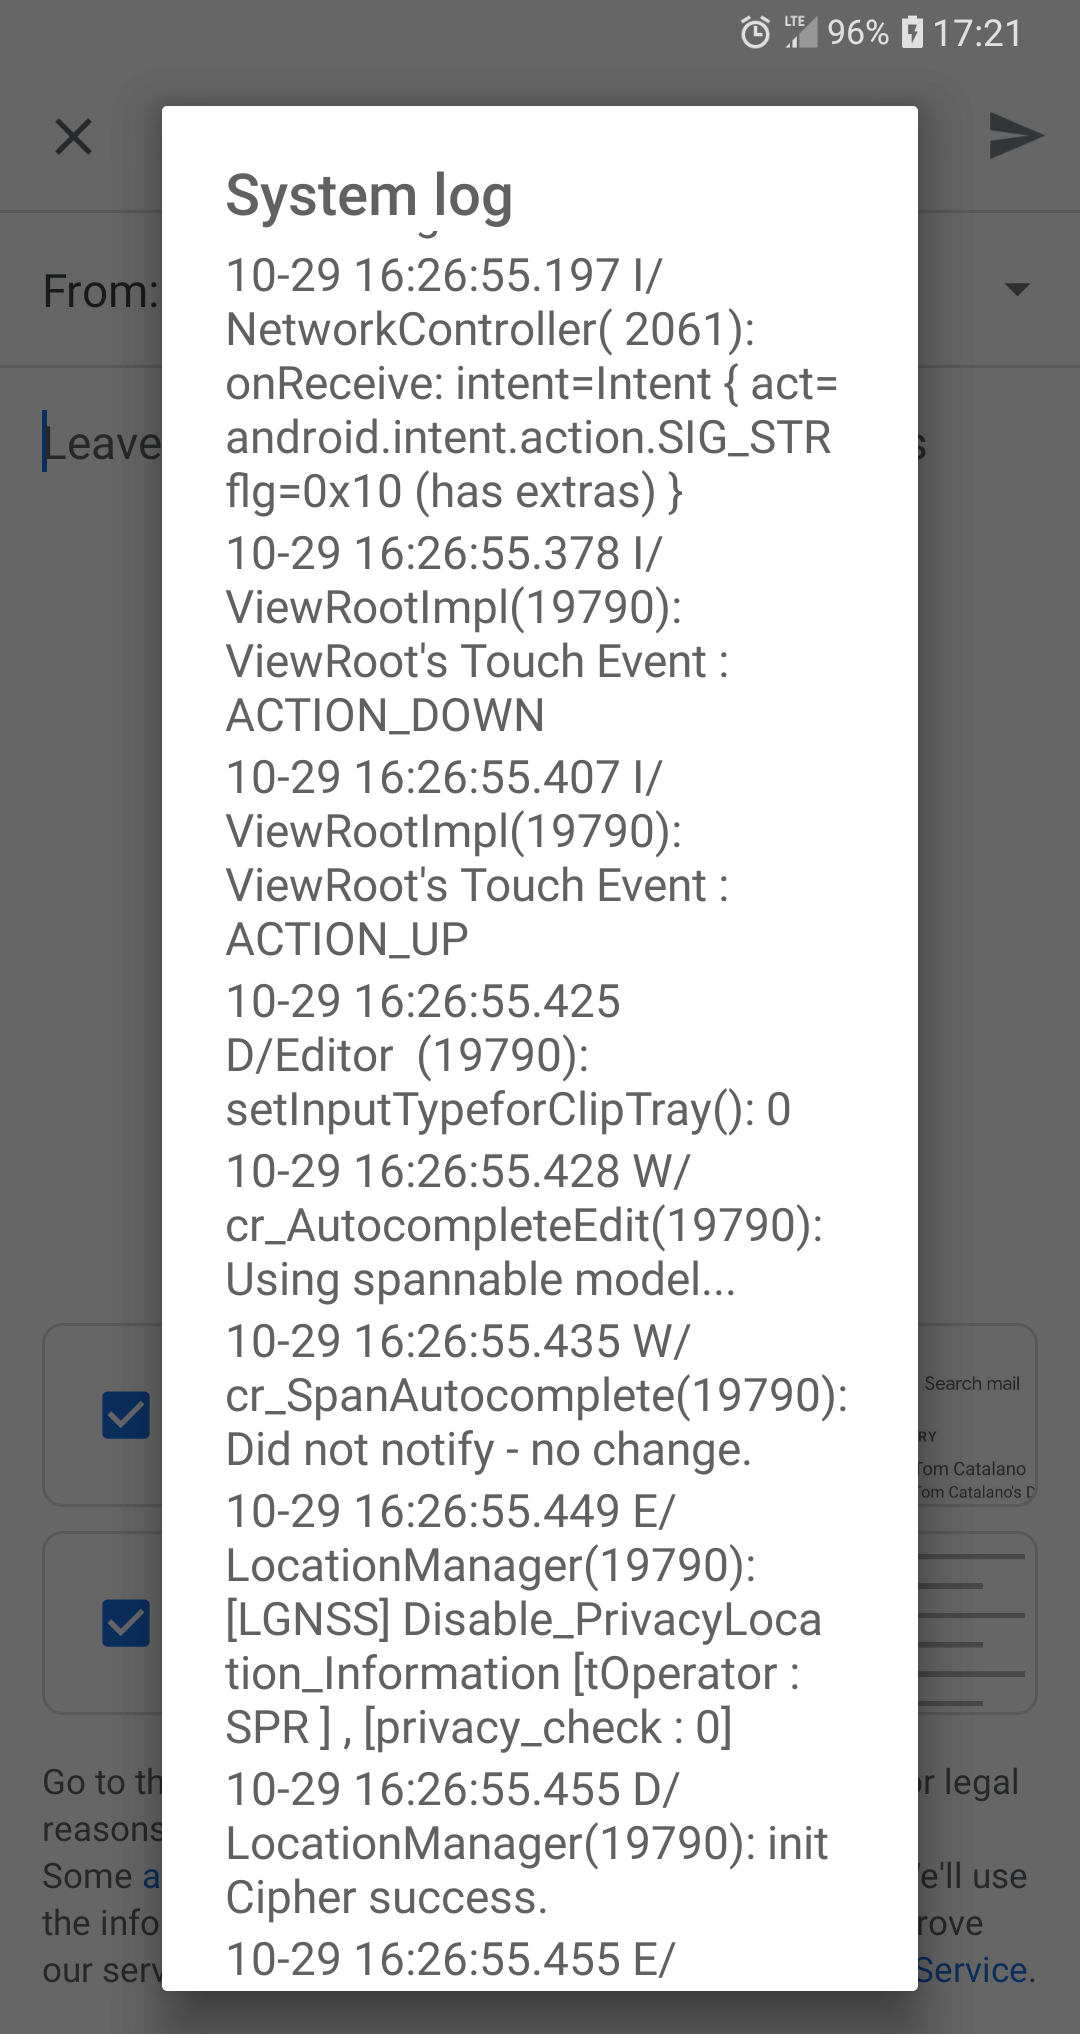 LTE 96% 17:21
System log
From:
Leave
10-29 16:26:55.197 I/
NetworkController( 2061):
onReceive: intent=Intent { act=
android.intent.action.SIG_STR
flg=0x10 (has extras) }
10-29 16:26:55.378 I/
ViewRootImpl(19790):
ViewRoot's Touch Event :
ACTION_DOWN
10-29 16:26:55.407 I/
ViewRootImpl(19790):
ViewRoot's Touch Event :
ACTION_UP
10-29 16:26:55.425
D/Editor  (19790):
setInputTypeforClipTray(): 0
10-29 16:26:55.428 W/
cr_AutocompleteEdit(19790):
Using spannable model...
10-29 16:26:55.435 W/
cr_SpanAutocomplete(19790):
Did not notify - no change.
10-29 16:26:55.449 E/
LocationManager(19790):
[LGNSS] Disable_PrivacyLoca
tion_Information [tOperator :
SPR ] , [privacy_check : 0]
10-29 16:26:55.455 D/
LocationManager(19790): init
Cipher success.
10-29 16:26:55.455 E/
Search mail
Tom Catalano
Tom Catalano's
Go to
legal
reasons
Some
use
the info
our
Service.